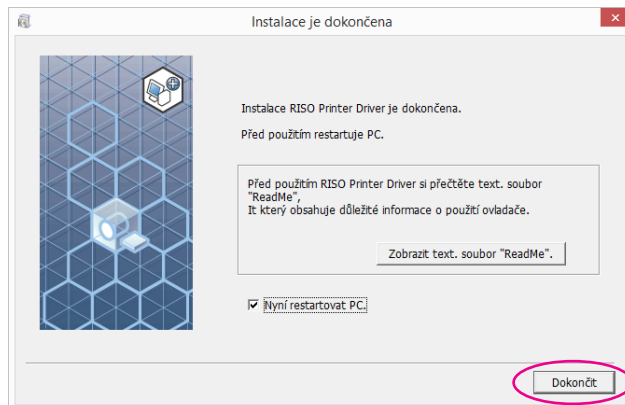 Instalace je dokončena
Instalace RISO Printer Driver je dokončena.
Před použitím restartuje PC.
Před použitím RISO Printer Driver si přečtěte text. soubor
"ReadMe",
It který obsahuje důležité informace o použití ovladače.
Zobrazit text. soubor "ReadMe".
Nyní restartovat PC.
Dokončit